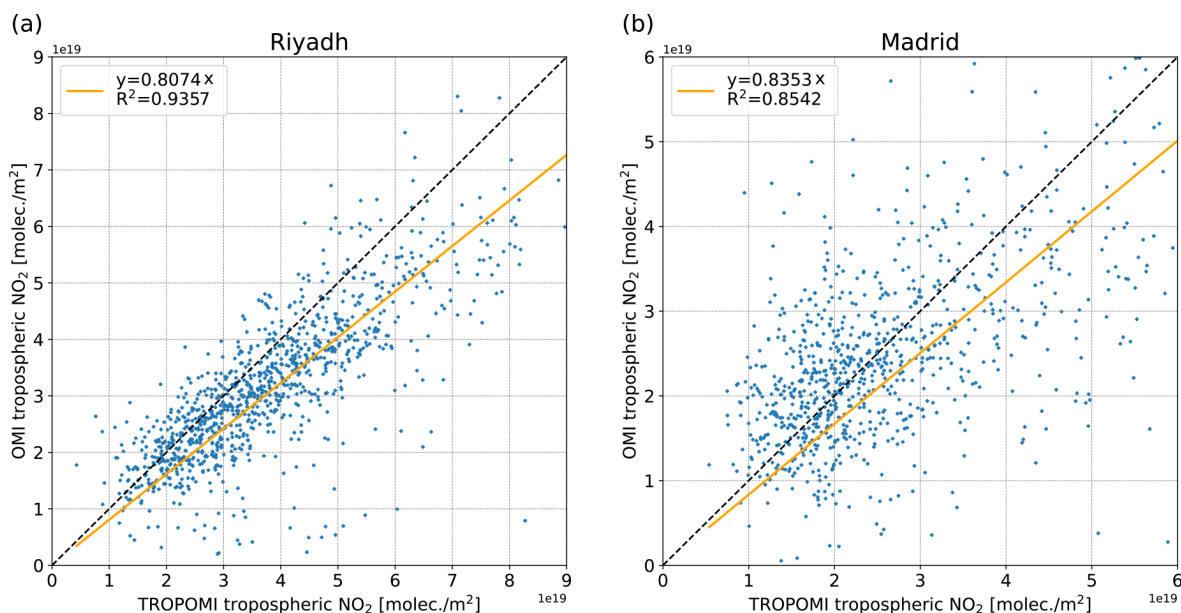 (a)
Riyadh
1e19
y=0.8074x
R²=0.9357
9
8
7
6
5
4
3
2
1
0
OMI tropospheric NO₂ [molec./m²]
0 1 2 3 4 5 6 7 8 9
TROPOMI tropospheric NO₂ [molec./m²]
1e19
(b)
Madrid
1e19
y=0.8353x
R²=0.8542
6
5
4
3
2
1
0
OMI tropospheric NO₂ [molec./m²]
0 1 2 3 4 5 6
TROPOMI tropospheric NO₂ [molec./m²]
1e19